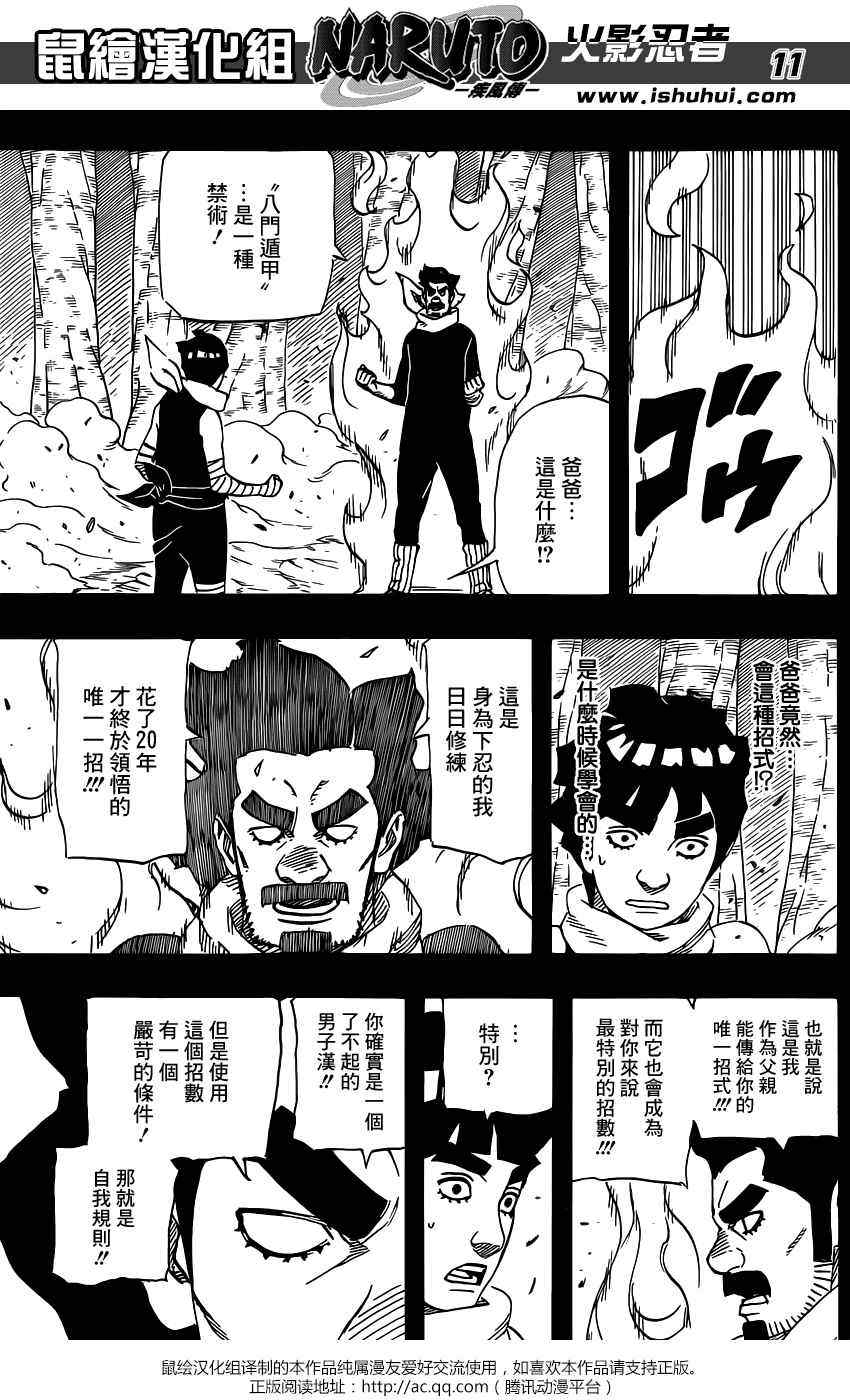 鼠繪漢化組
NARUTO
火影忍者
11
—疾風傳—
www.ishuhui.com
ゴゥ
爸爸…
這是什麼!?
“八門遁甲”
…是一種
禁術!
爸爸竟然…
會這種招式!?
是什麼時候學會的…
這是
身為下忍的我
日日修練
花了20年
才終於領悟的
唯一一招!!!
也就是說
這是我
作為父親
能傳給你的
唯一招式!!!
而它也會成為
對你來說
最特別的招數!!!
…
特別?
你確實是一個
了不起的
男子漢!!
但是使用
這個招數
有一個
嚴苛的條件!
那就是
自我規則!!
鼠绘汉化组译制的本作品纯属漫友爱好交流使用，如喜欢本作品请支持正版。
正版阅读地址：http://ac.qq.com（腾讯动漫平台）